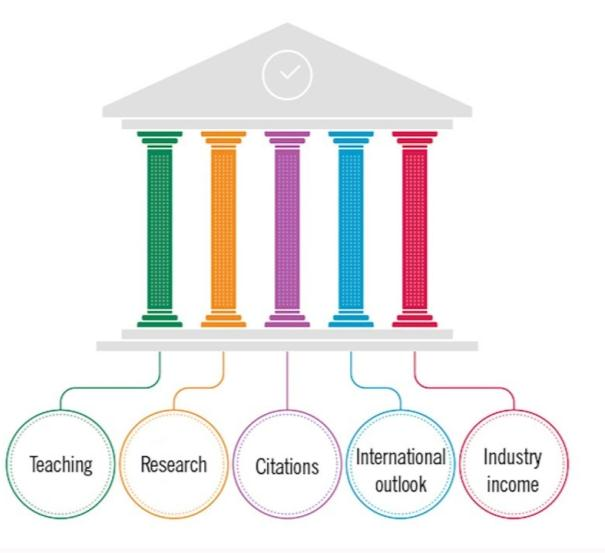 Teaching
Research
Citations
International
outlook
Industry
income